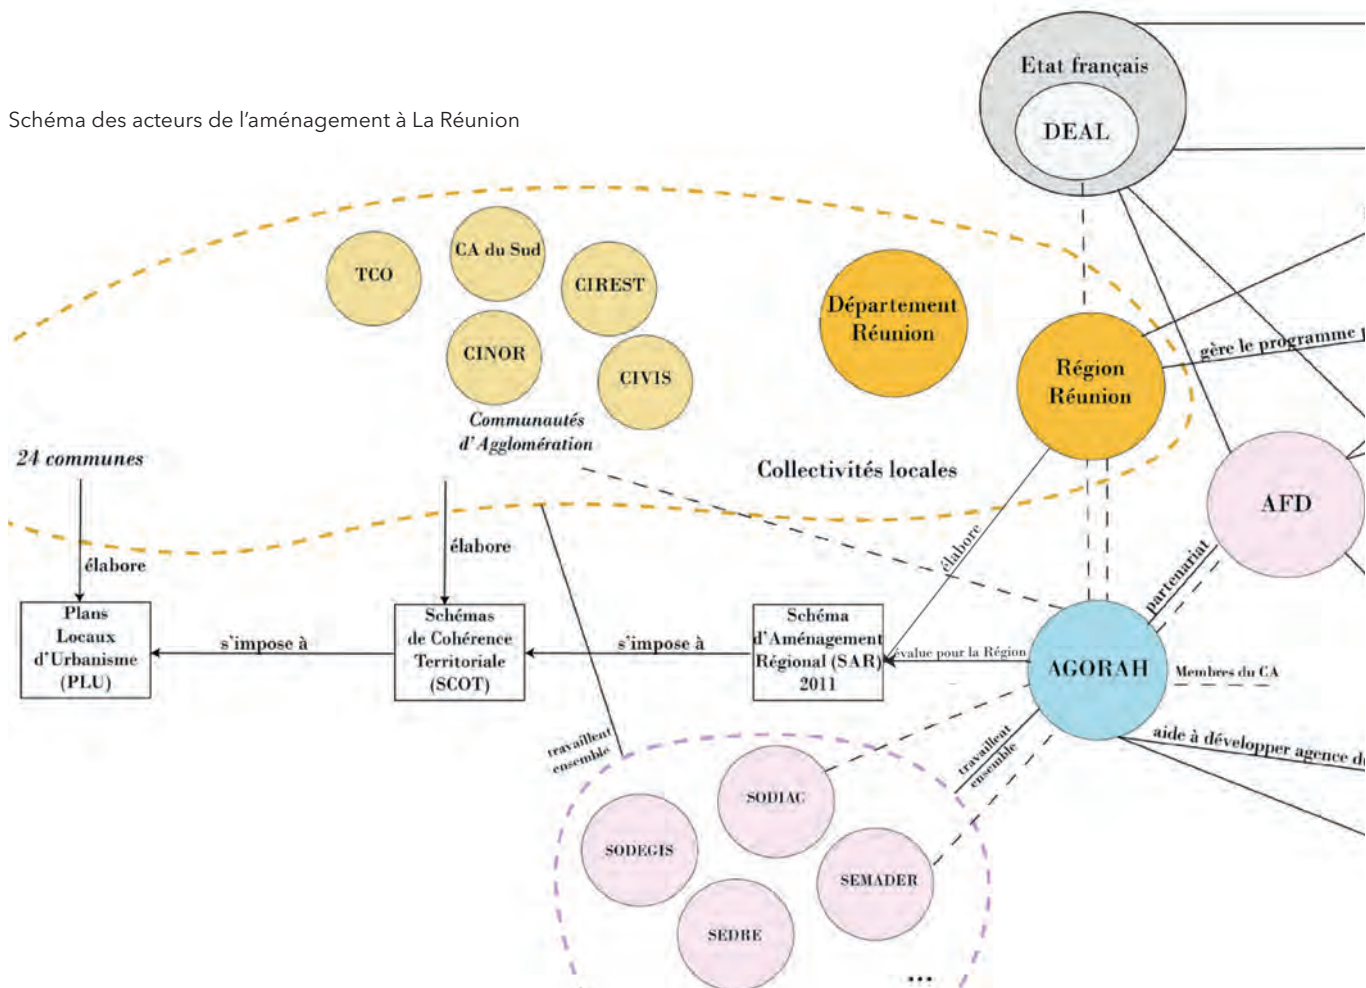 Schéma des acteurs de l'aménagement à La Réunion
Etat français
DEAL
TCO
CA du Sud
CIREST
CINOR
CIVIS
Communautés
d'Agglomération
Département
Réunion
Région
Réunion
gère le programme
24 communes
Collectivités locales
AFD
élabore
élabore
élabore
partenariat
Plans
Locaux
d'Urbanisme
(PLU)
s'impose à
Schémas
de Cohérence
Territoriale
(SCOT)
s'impose à
Schéma
d'Aménagement
Régional (SAR)
2011
évalue pour la Région
AGORAH
Membres du CA
aide à développer agence
travaillent
ensemble
travaillent
ensemble
SODIAC
SODEGIS
SEMADER
SEDRE
...